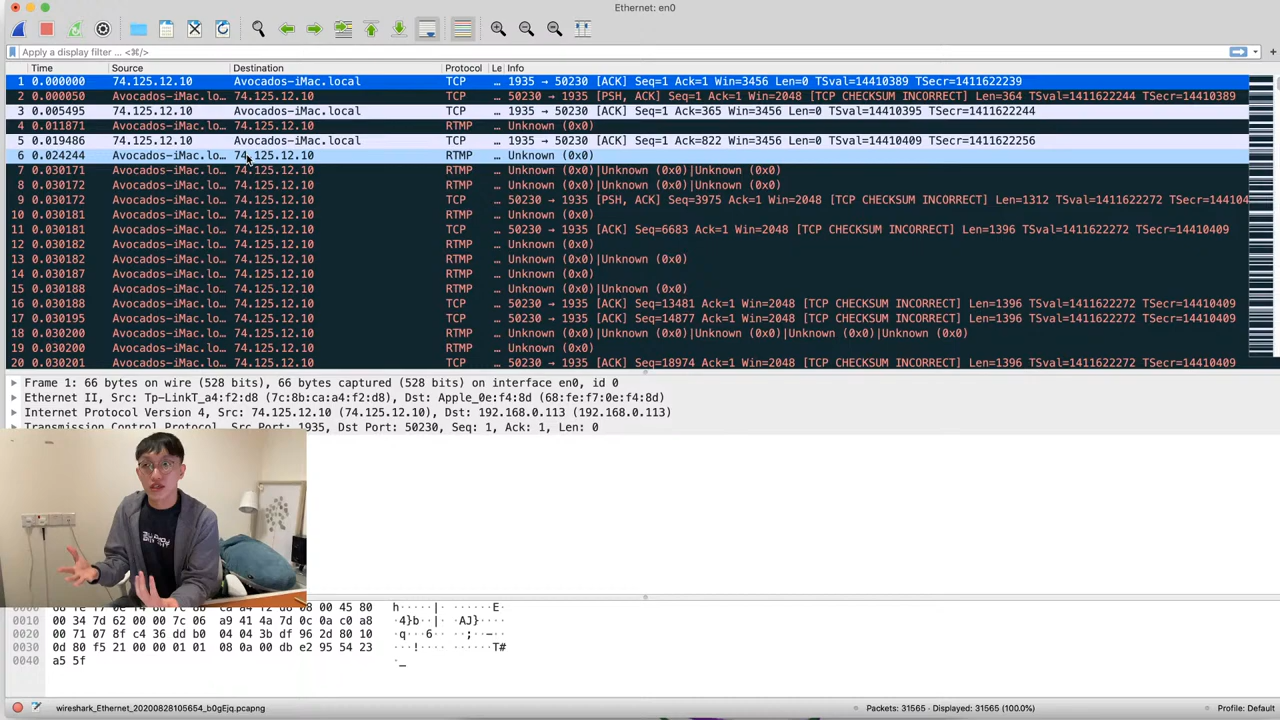 Ethernet: en0
Apply a display filter ... <⌘/>
Time Source Destination Protocol Le Info
1 0.000000 74.125.12.10 Avocados-iMac.local TCP … 1935 → 50230 [ACK] Seq=1 Ack=1 Win=3456 Len=0 TSval=14410389 TSecr=1411622239
2 0.000050 Avocados-iMac.lo… 74.125.12.10 TCP … 50230 → 1935 [PSH, ACK] Seq=1 Ack=1 Win=2048 [TCP CHECKSUM INCORRECT] Len=364 TSval=1411622244 TSecr=14410389
3 0.005495 74.125.12.10 Avocados-iMac.local TCP … 1935 → 50230 [ACK] Seq=1 Ack=365 Win=3456 Len=0 TSval=14410395 TSecr=1411622244
4 0.011871 Avocados-iMac.lo… 74.125.12.10 RTMP … Unknown (0x0)
5 0.019486 74.125.12.10 Avocados-iMac.local TCP … 1935 → 50230 [ACK] Seq=1 Ack=822 Win=3456 Len=0 TSval=14410409 TSecr=1411622256
6 0.024244 Avocados-iMac.lo… 74.125.12.10 RTMP … Unknown (0x0)
7 0.030171 Avocados-iMac.lo… 74.125.12.10 RTMP … Unknown (0x0)|Unknown (0x0)|Unknown (0x0)
8 0.030172 Avocados-iMac.lo… 74.125.12.10 RTMP … Unknown (0x0)|Unknown (0x0)|Unknown (0x0)
9 0.030172 Avocados-iMac.lo… 74.125.12.10 TCP … 50230 → 1935 [PSH, ACK] Seq=3975 Ack=1 Win=2048 [TCP CHECKSUM INCORRECT] Len=1312 TSval=1411622272 TSecr=144104
10 0.030181 Avocados-iMac.lo… 74.125.12.10 RTMP … Unknown (0x0)
11 0.030181 Avocados-iMac.lo… 74.125.12.10 TCP … 50230 → 1935 [ACK] Seq=6683 Ack=1 Win=2048 [TCP CHECKSUM INCORRECT] Len=1396 TSval=1411622272 TSecr=14410409
12 0.030182 Avocados-iMac.lo… 74.125.12.10 RTMP … Unknown (0x0)
13 0.030182 Avocados-iMac.lo… 74.125.12.10 RTMP … Unknown (0x0)|Unknown (0x0)
14 0.030187 Avocados-iMac.lo… 74.125.12.10 RTMP … Unknown (0x0)
15 0.030188 Avocados-iMac.lo… 74.125.12.10 RTMP … Unknown (0x0)|Unknown (0x0)
16 0.030188 Avocados-iMac.lo… 74.125.12.10 TCP … 50230 → 1935 [ACK] Seq=13481 Ack=1 Win=2048 [TCP CHECKSUM INCORRECT] Len=1396 TSval=1411622272 TSecr=14410409
17 0.030195 Avocados-iMac.lo… 74.125.12.10 TCP … 50230 → 1935 [ACK] Seq=14877 Ack=1 Win=2048 [TCP CHECKSUM INCORRECT] Len=1396 TSval=1411622272 TSecr=14410409
18 0.030200 Avocados-iMac.lo… 74.125.12.10 RTMP … Unknown (0x0)|Unknown (0x0)|Unknown (0x0)|Unknown (0x0)|Unknown (0x0)
19 0.030200 Avocados-iMac.lo… 74.125.12.10 RTMP … Unknown (0x0)
20 0.030201 Avocados-iMac.lo… 74.125.12.10 TCP … 50230 → 1935 [ACK] Seq=18974 Ack=1 Win=2048 [TCP CHECKSUM INCORRECT] Len=1396 TSval=1411622272 TSecr=14410409
Frame 1: 66 bytes on wire (528 bits), 66 bytes captured (528 bits) on interface en0, id 0
Ethernet II, Src: Tp-LinkT_a4:f2:d8 (7c:8b:ca:a4:f2:d8), Dst: Apple_0e:f4:8d (68:fe:f7:0e:f4:8d)
Internet Protocol Version 4, Src: 74.125.12.10 (74.125.12.10), Dst: 192.168.0.113 (192.168.0.113)
Transmission Control Protocol, Src Port: 1935, Dst Port: 50230, Seq: 1, Ack: 1, Len: 0
0000 68 fe f7 0e f4 8d 7c 8b ca a4 f2 d8 08 00 45 80 h·····|· ······E·
0010 00 34 7d 62 00 00 7c 06 a9 41 4a 7d 0c 0a c0 a8 ·4}b··|· ·AJ}····
0020 00 71 07 8f c4 36 dd b0 04 04 3b df 96 2d 80 10 ·q···6·· ··;··-··
0030 0d 80 f5 21 00 00 01 01 08 0a 00 db e2 95 54 23 ···!···· ······T#
0040 a5 5f ·_
wireshark_Ethernet_20200828105654_b0gEjq.pcapng
Packets: 31565 · Displayed: 31565 (100.0%)
Profile: Default